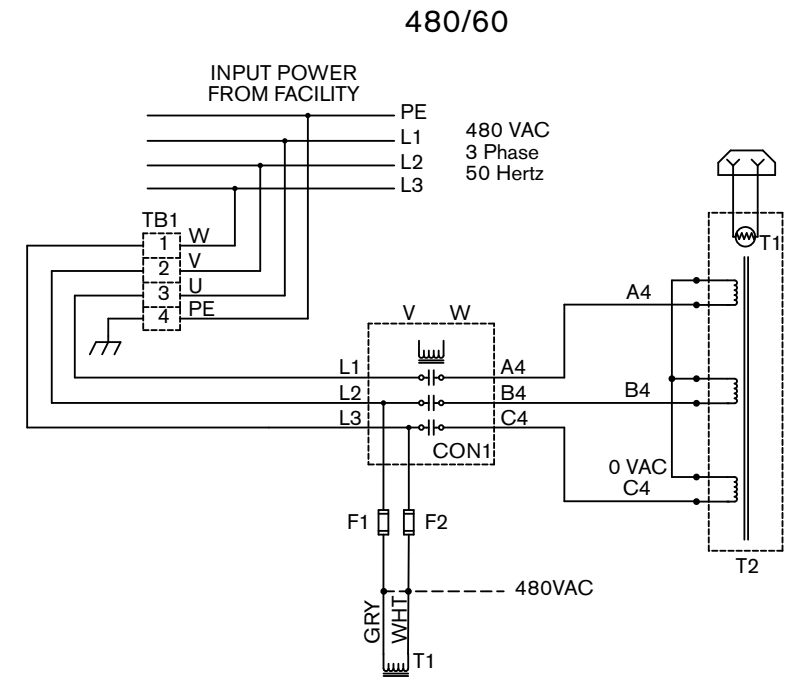 480/60
INPUT POWER
FROM FACILITY
PE
L1
L2
L3
480 VAC
3 Phase
50 Hertz
TB1
1 W
2 V
3 U
4 PE
V W
L1 A4
L2 B4
L3 C4
CON1
A4
B4
0 VAC
C4
T1
T2
F1 F2
480VAC
GRY
WHT
T1